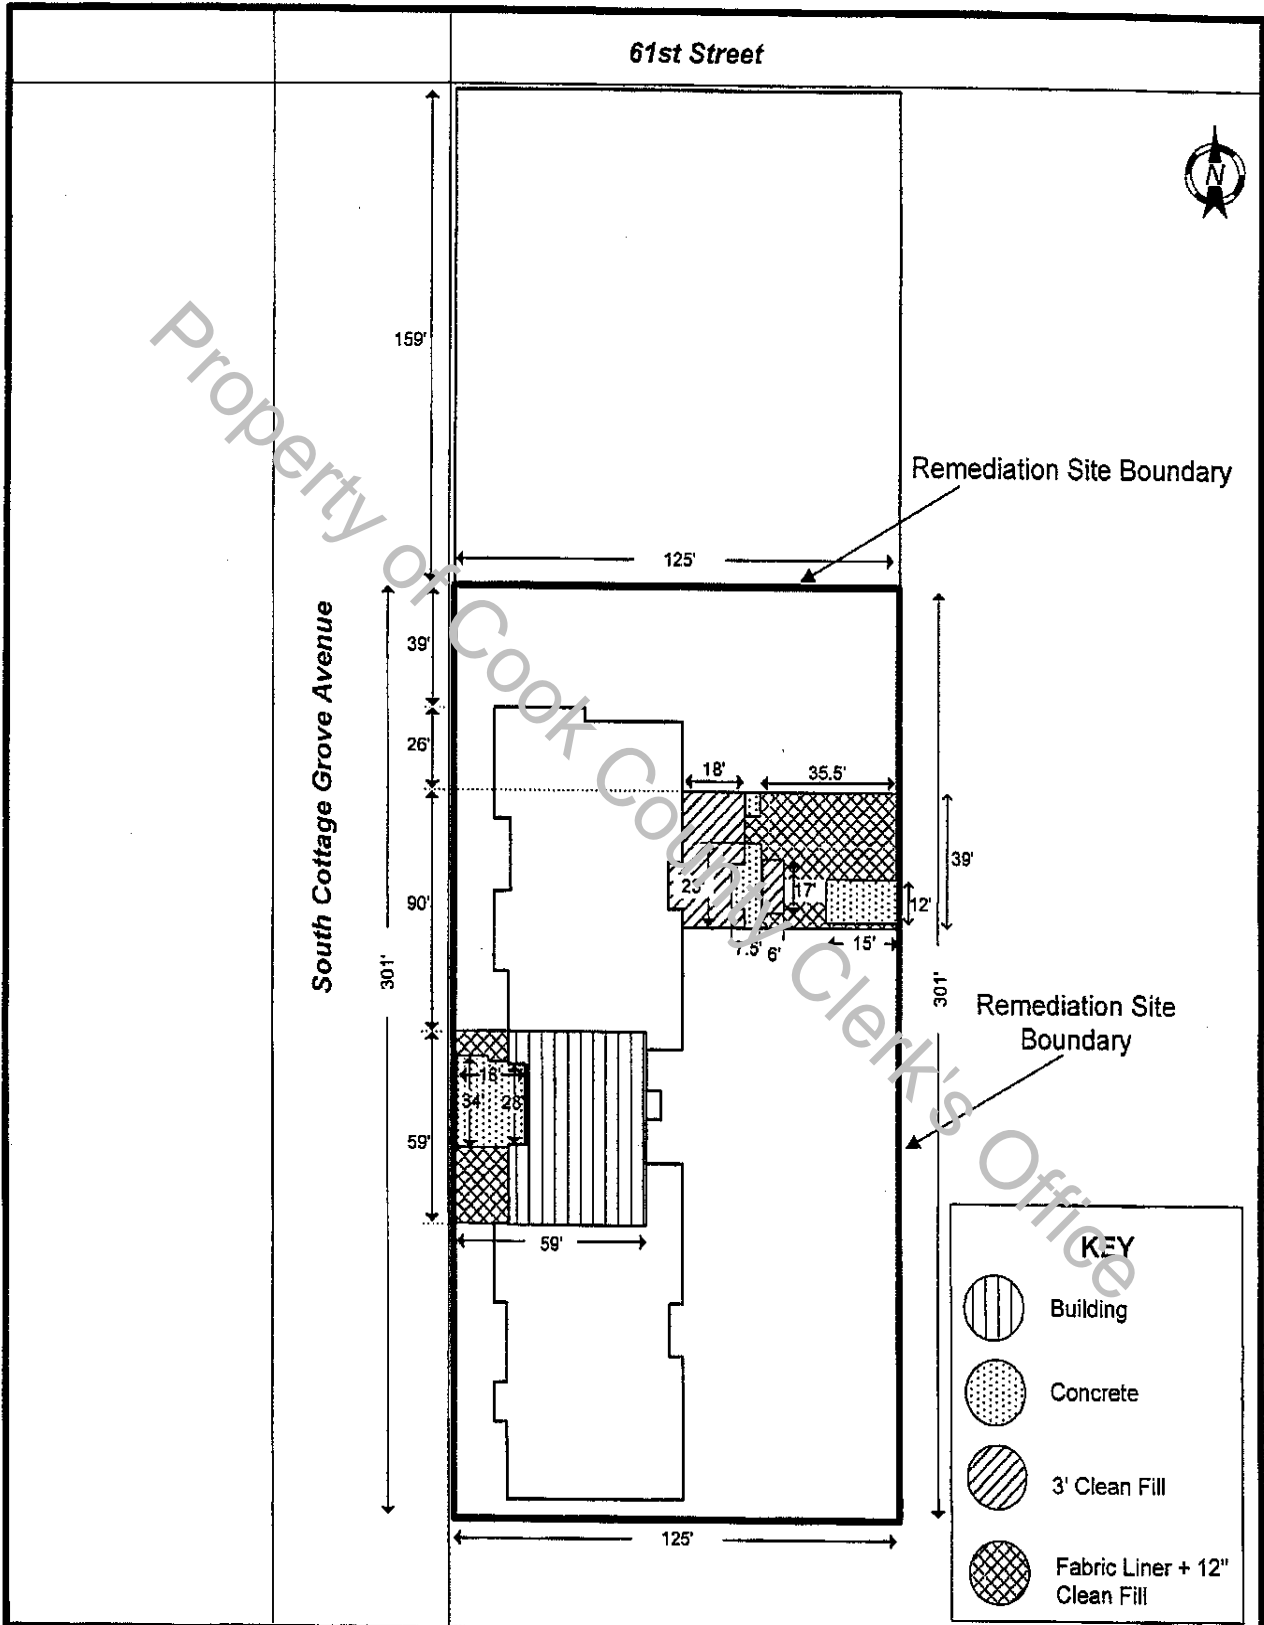 61st Street
N
159'
Remediation Site Boundary
125'
South Cottage Grove Avenue
39'
26'
18'
35.5'
39'
23'
17'
12'
90'
7.5'
6'
15'
301'
301'
Remediation Site
Boundary
16'
34'
28'
59'
59'
125'
KEY
Building
Concrete
3' Clean Fill
Fabric Liner + 12"
Clean Fill
Property of Cook County Clerk's Office